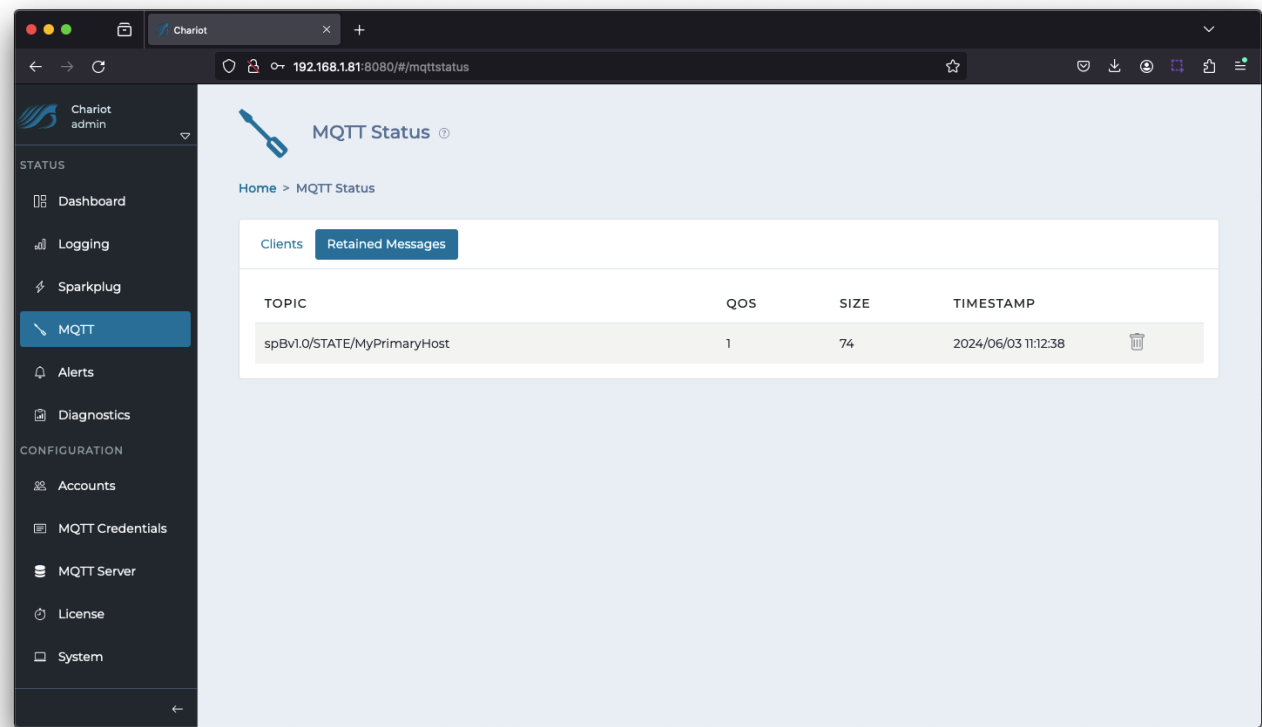 Chariot
192.168.1.81:8080/#/mqttstatus
Chariot
admin
STATUS
Dashboard
Logging
Sparkplug
MQTT
Alerts
Diagnostics
CONFIGURATION
Accounts
MQTT Credentials
MQTT Server
License
System
MQTT Status
Home > MQTT Status
Clients Retained Messages
TOPIC QOS SIZE TIMESTAMP
spBv1.0/STATE/MyPrimaryHost 1 74 2024/06/03 11:12:38